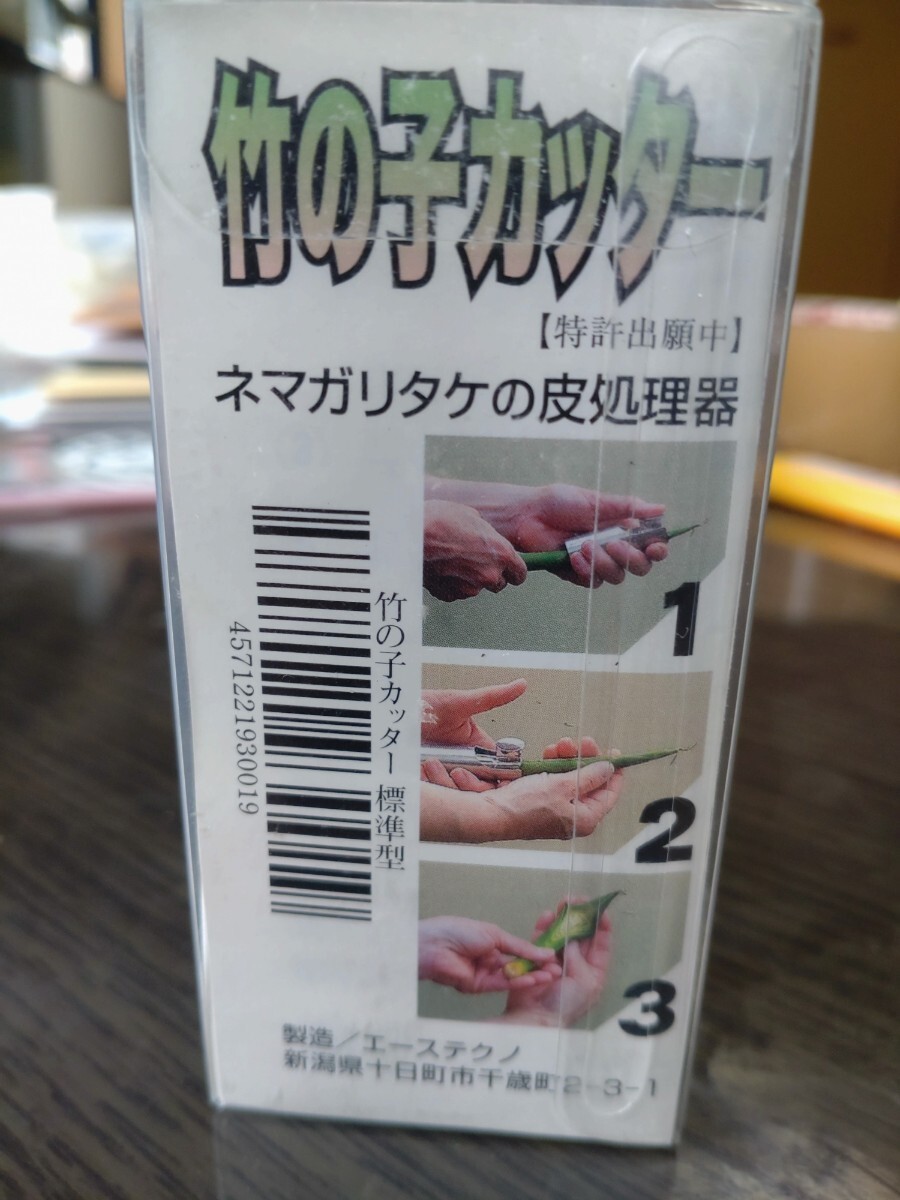 竹の子カッター
【特許出願中】
ネマガリタケの皮処理器
1
竹の子カッター 標準型
4571221930019
2
3
製造／エーステクノ
新潟県十日町市千歳町2-3-1